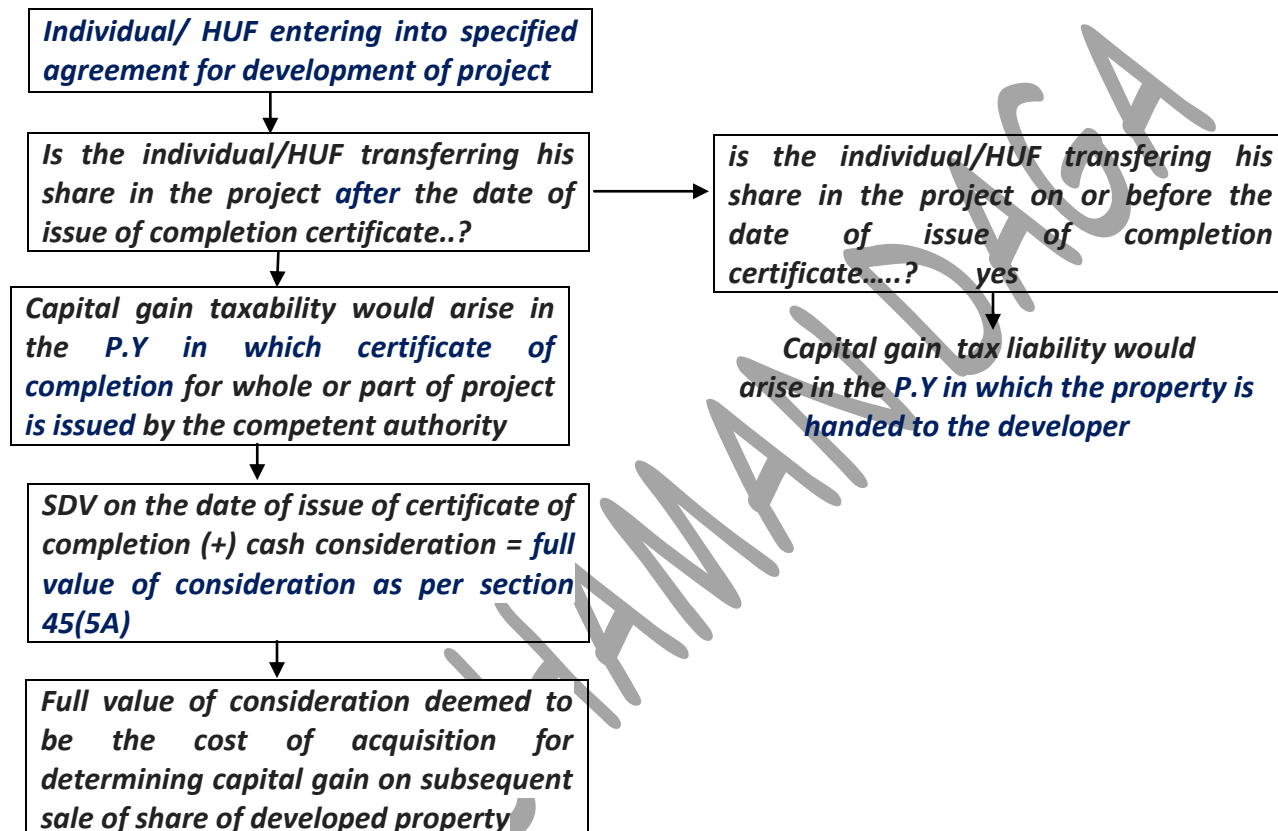 Individual/ HUF entering into specified
agreement for development of project
Is the individual/HUF transferring his
share in the project after the date of
issue of completion certificate..?
is the individual/HUF transfering his
share in the project on or before the
date of issue of completion
certificate.....? yes
Capital gain taxability would arise in
the P.Y in which certificate of
completion for whole or part of project
is issued by the competent authority
Capital gain tax liability would
arise in the P.Y in which the property is
handed to the developer
SDV on the date of issue of certificate of
completion (+) cash consideration = full
value of consideration as per section
45(5A)
Full value of consideration deemed to
be the cost of acquisition for
determining capital gain on subsequent
sale of share of developed property
HAMAN DAGA